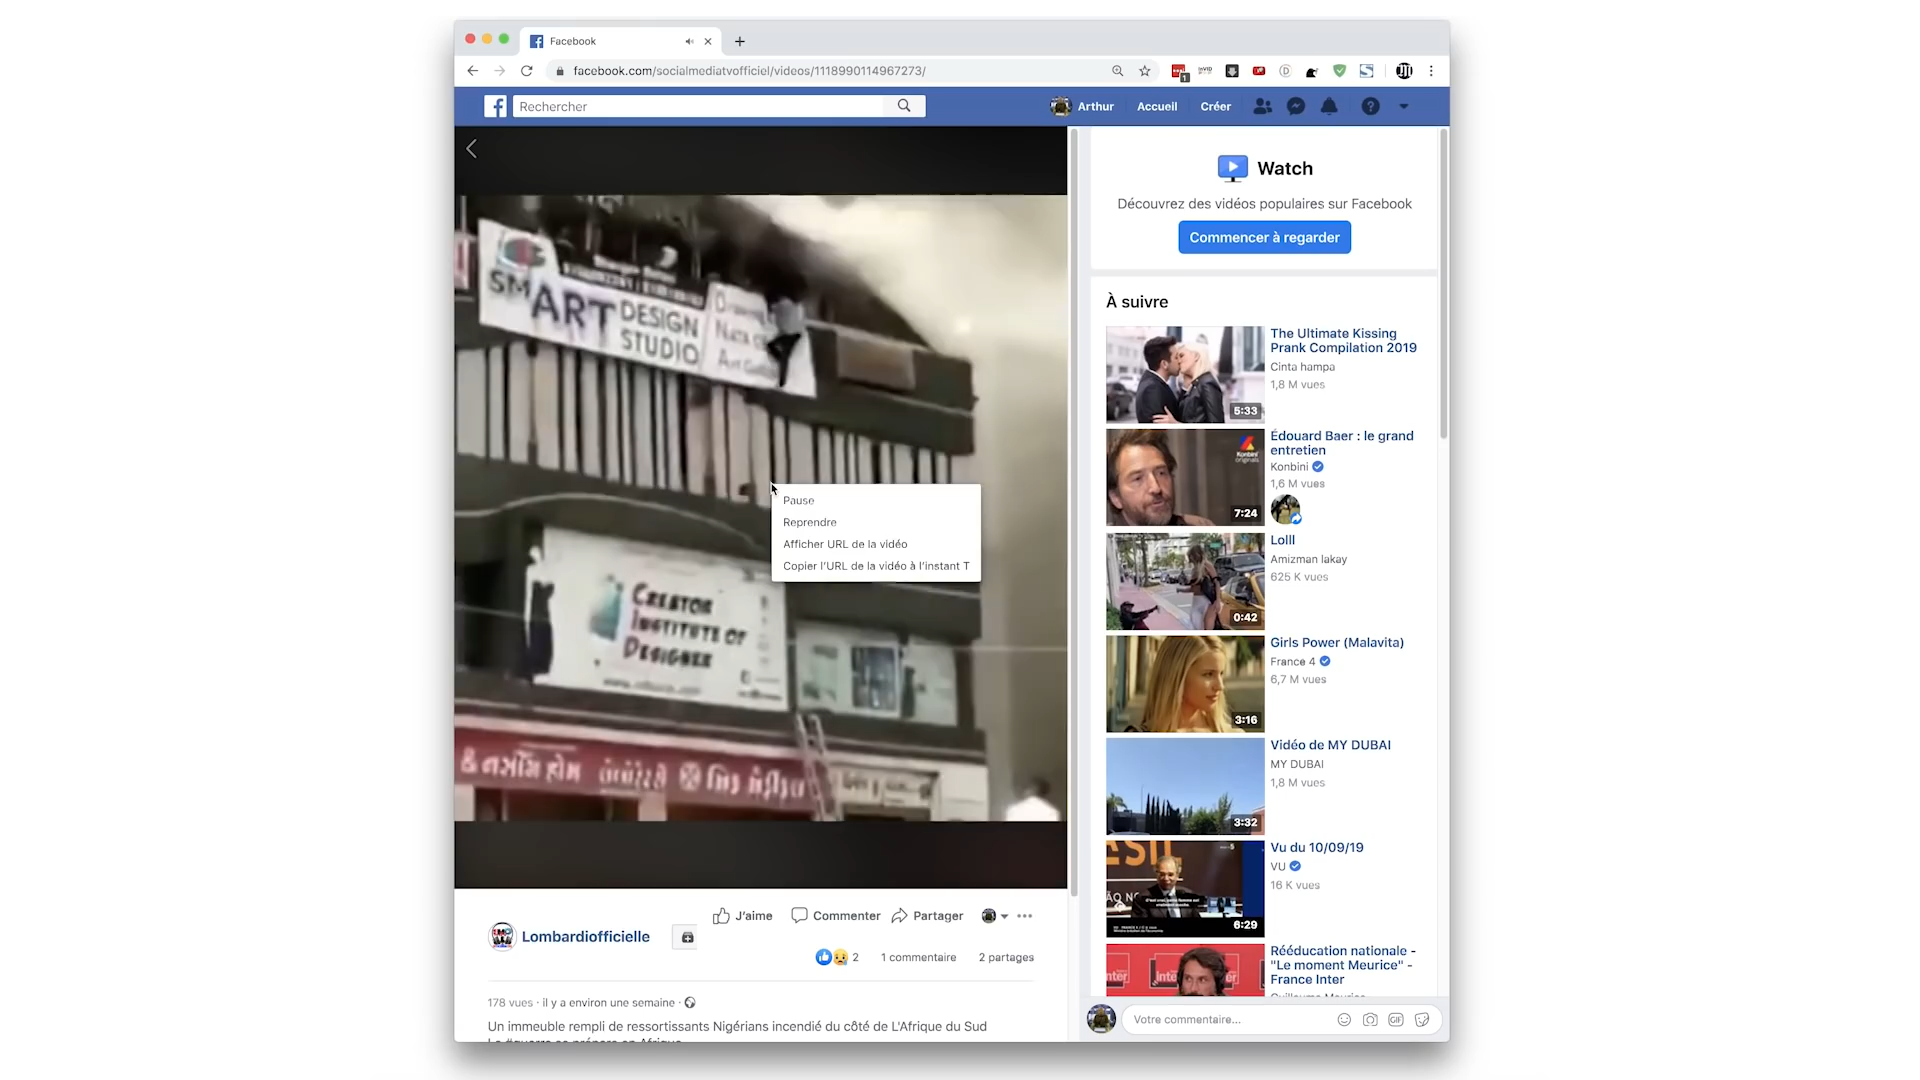 Facebook
facebook.com/socialmediatvofficiel/videos/1118990114967273/
Rechercher
Arthur
Accueil
Créer
SMART DESIGN STUDIO
CREATOR
INSTITUTE OF
DESIGNER
Pause
Reprendre
Afficher URL de la vidéo
Copier l'URL de la vidéo à l'instant T
Lombardiofficielle
J'aime
Commenter
Partager
2
1 commentaire
2 partages
178 vues · il y a environ une semaine ·
Un immeuble rempli de ressortissants Nigérians incendié du côté de L'Afrique du Sud
Watch
Découvrez des vidéos populaires sur Facebook
Commencer à regarder
À suivre
The Ultimate Kissing
Prank Compilation 2019
Cinta hampa
1,8 M vues
5:33
Édouard Baer : le grand
entretien
Konbini
1,6 M vues
Konbini
originals
7:24
Lolll
Amizman lakay
625 K vues
0:42
Girls Power (Malavita)
France 4
6,7 M vues
3:16
Vidéo de MY DUBAI
MY DUBAI
1,8 M vues
3:32
Vu du 10/09/19
VU
16 K vues
6:29
Rééducation nationale -
"Le moment Meurice" -
France Inter
Votre commentaire...
GIF